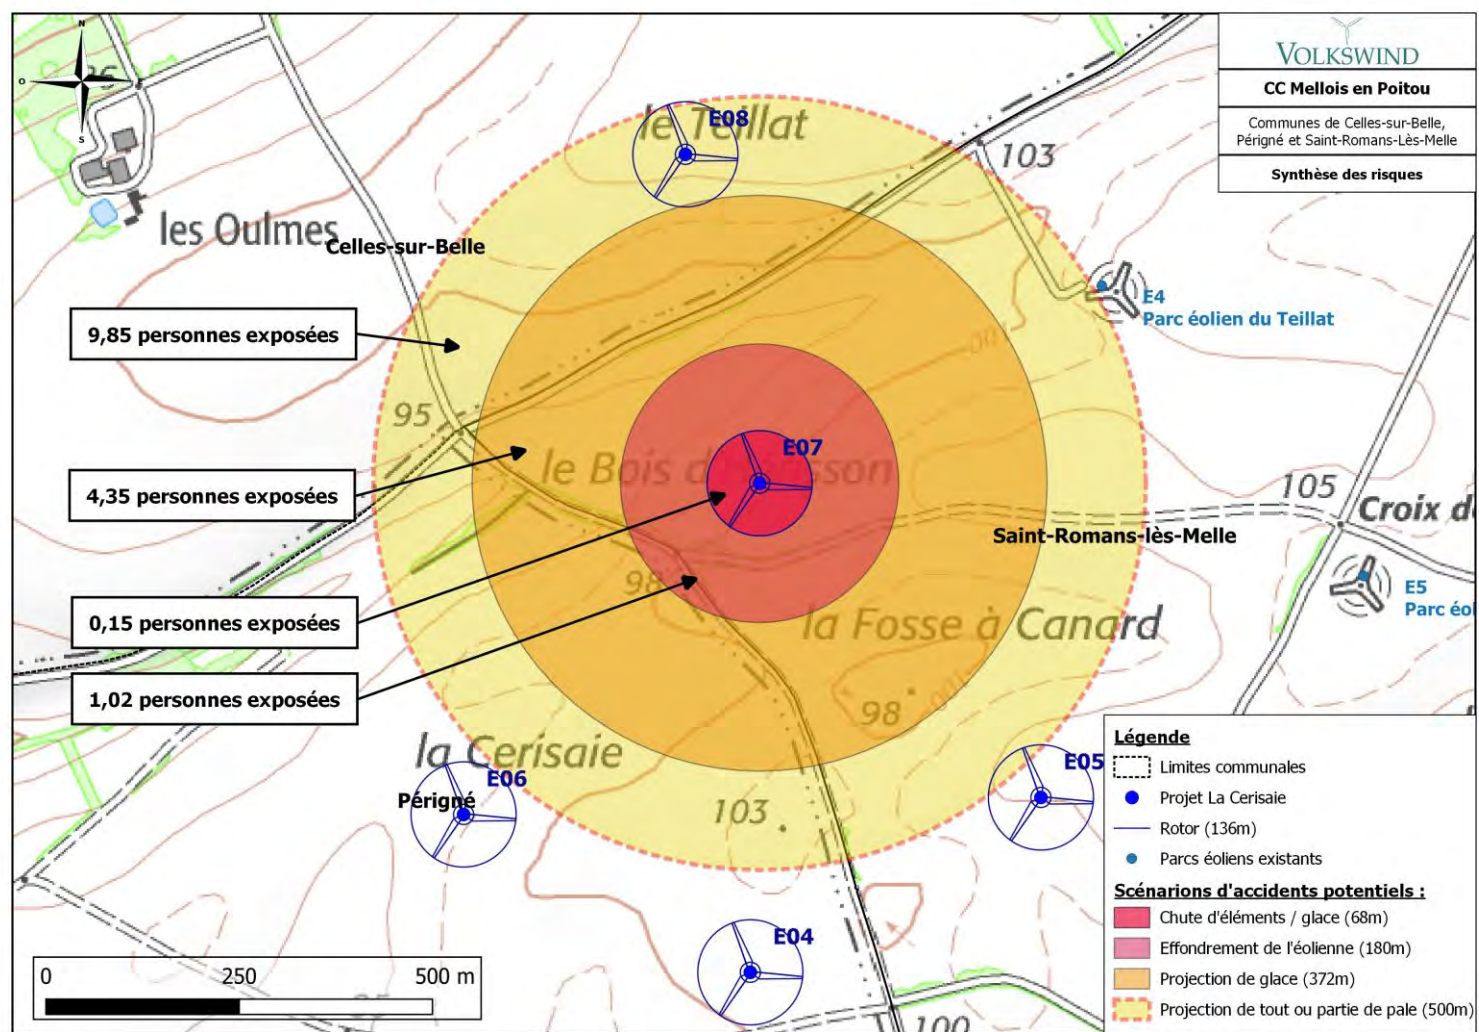 N
O
S
VOLKSWIND
CC Mellois en Poitou
Communes de Celles-sur-Belle,
Périgné et Saint-Romans-Lès-Melle
Synthèse des risques
le Teillat
E08
103
les Oulmes
Celles-sur-Belle
E4
Parc éolien du Teillat
9,85 personnes exposées
95
E07
le Bois
4,35 personnes exposées
105
Croix d
Saint-Romans-lès-Melle
98
E5
Parc éol
0,15 personnes exposées
la Fosse à Canard
1,02 personnes exposées
98
la Cerisaie
E06
E05
Périgné
103
E04
100
0 250 500 m
Légende
Limites communales
Projet La Cerisaie
Rotor (136m)
Parcs éoliens existants
Scénarions d'accidents potentiels :
Chute d'éléments / glace (68m)
Effondrement de l'éolienne (180m)
Projection de glace (372m)
Projection de tout ou partie de pale (500m)